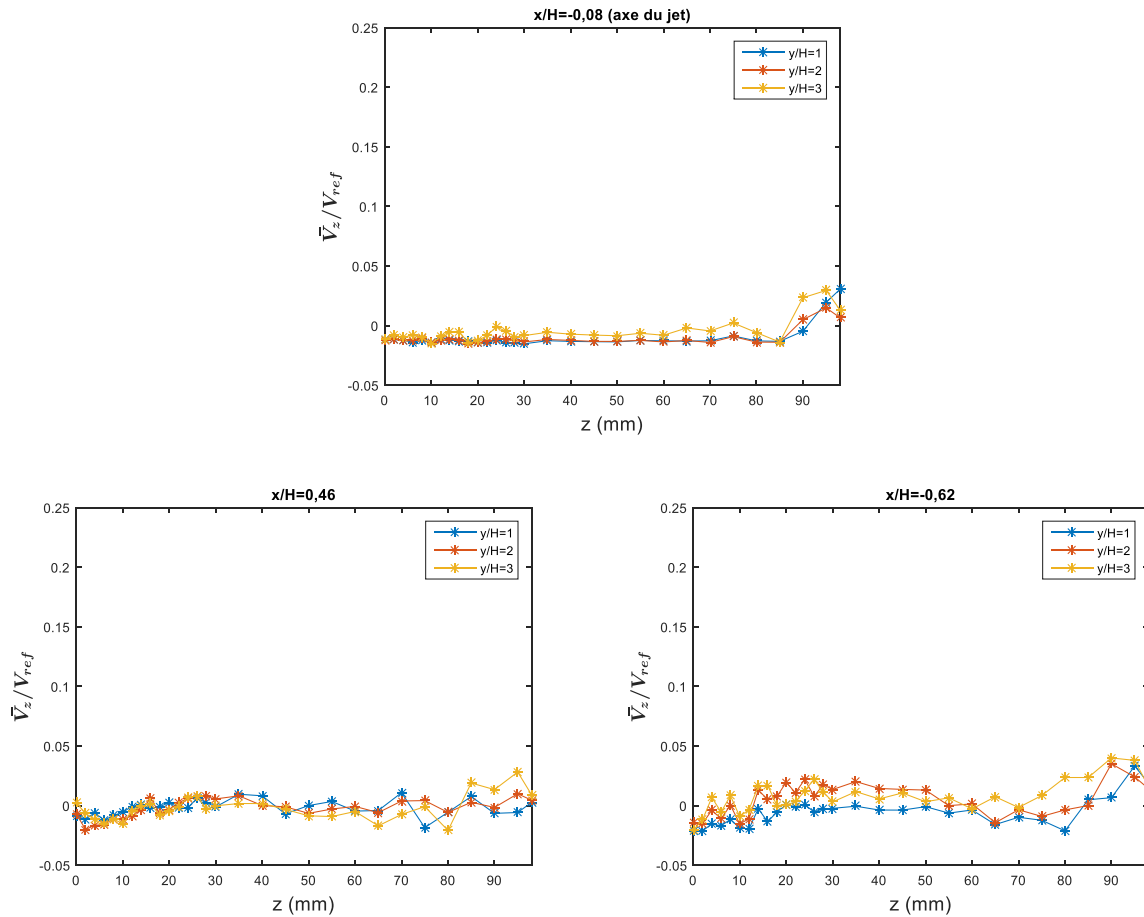 x/H=-0,08 (axe du jet)
0.25
0.2
0.15
0.1
0.05
0
-0.05
V̄z/Vref
y/H=1
y/H=2
y/H=3
0 10 20 30 40 50 60 70 80 90
z (mm)
x/H=0,46
0.25
0.2
0.15
0.1
0.05
0
-0.05
V̄z/Vref
y/H=1
y/H=2
y/H=3
0 10 20 30 40 50 60 70 80 90
z (mm)
x/H=-0,62
0.25
0.2
0.15
0.1
0.05
0
-0.05
V̄z/Vref
y/H=1
y/H=2
y/H=3
0 10 20 30 40 50 60 70 80 90
z (mm)